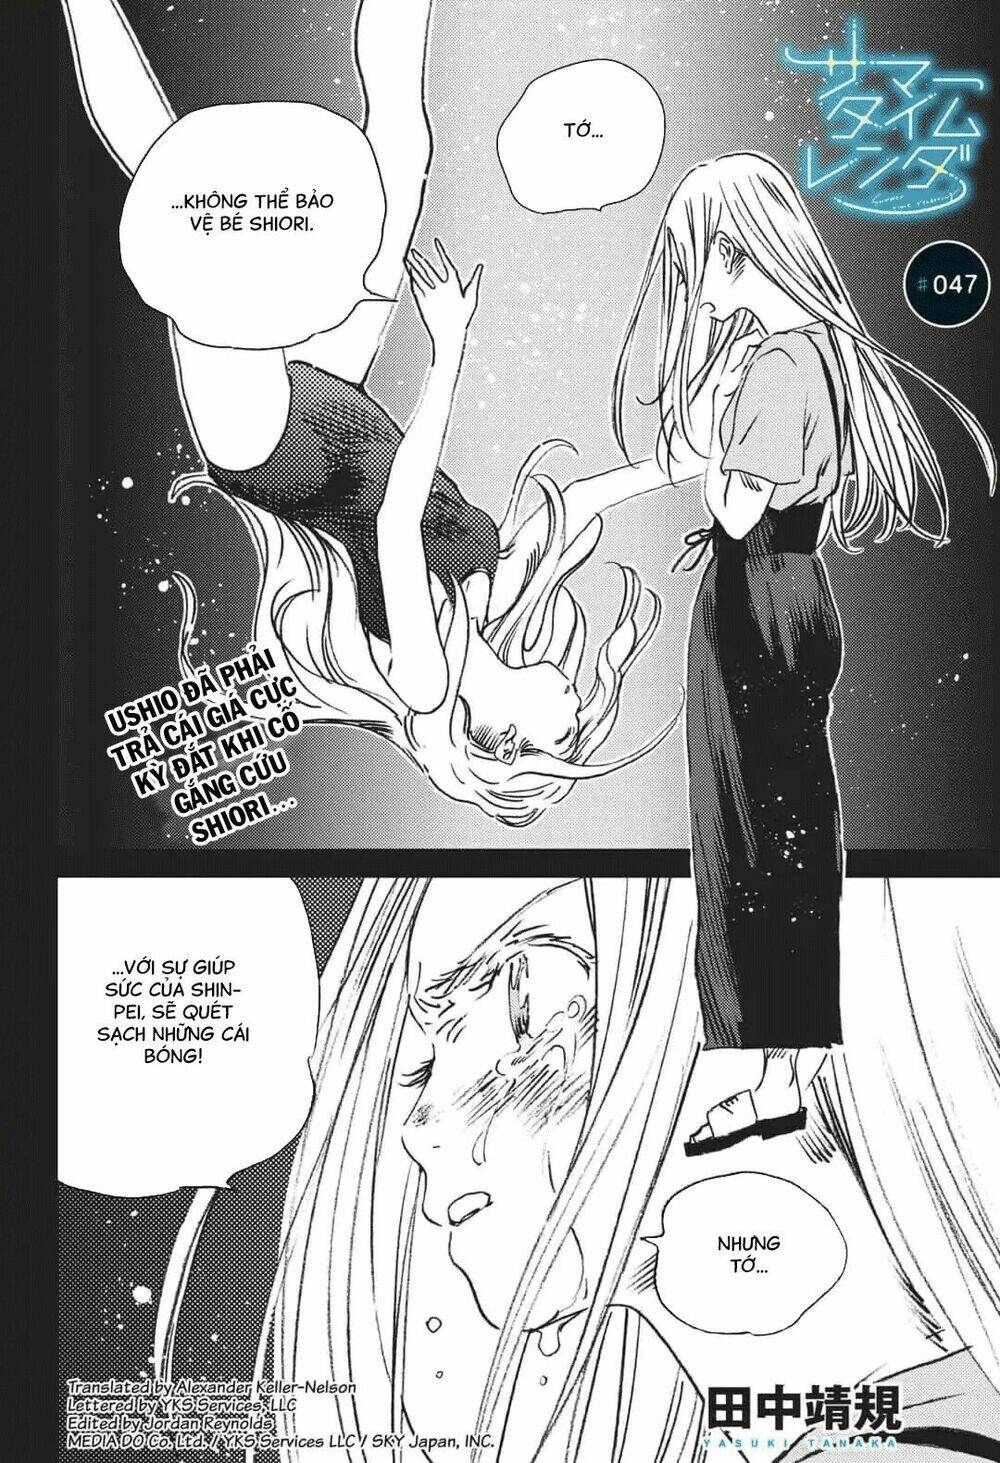 サマー
タイム
レンダ
#047
TỚ...
...KHÔNG THỂ BẢO
VỆ BÉ SHIORI.
USHIO ĐÃ PHẢI
TRẢ CÁI GIÁ CỰC
KỲ ĐẮT KHI CỐ
GẮNG CỨU
SHIORI...
NHƯNG
TỚ...
...VỚI SỰ GIÚP
SỨC CỦA SHIN-
PEI, SẼ QUÉT
SẠCH NHỮNG CÁI
BÓNG!
Translated by Alexander Keller-Nelson
Lettered by YKS Services, LLC
Edited by Jordan Reynolds
MEDIA DO Co. Ltd. / YKS Services LLC / SKY Japan, INC.
田中靖規
YASUKI TANAKA